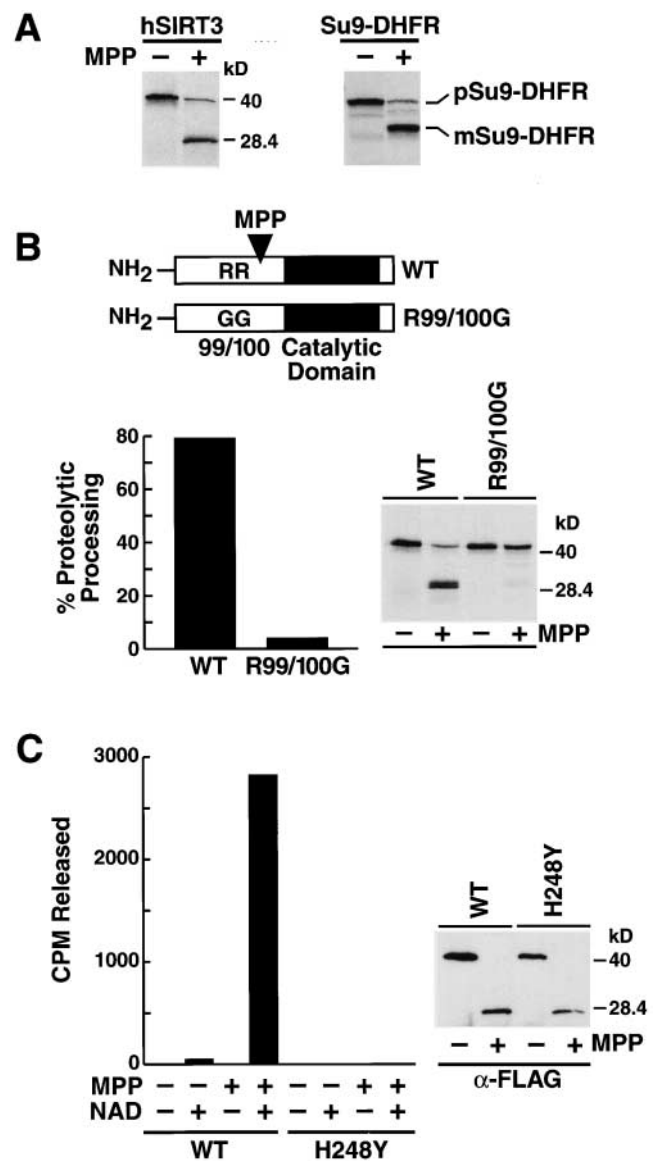 A
hSIRT3
Su9-DHFR
MPP − +
kD
− +
40
28.4
pSu9-DHFR
mSu9-DHFR
B
MPP
NH2 RR WT
NH2 GG R99/100G
99/100 Catalytic
Domain
% Proteolytic
Processing
80
60
40
20
0
WT R99/100G
WT R99/100G
kD
40
28.4
− + − + MPP
C
CPM Released
3000
2000
1000
0
MPP − − + + − − + +
NAD − + − + − + − +
WT H248Y
WT H248Y
kD
40
28.4
− + − + MPP
α-FLAG